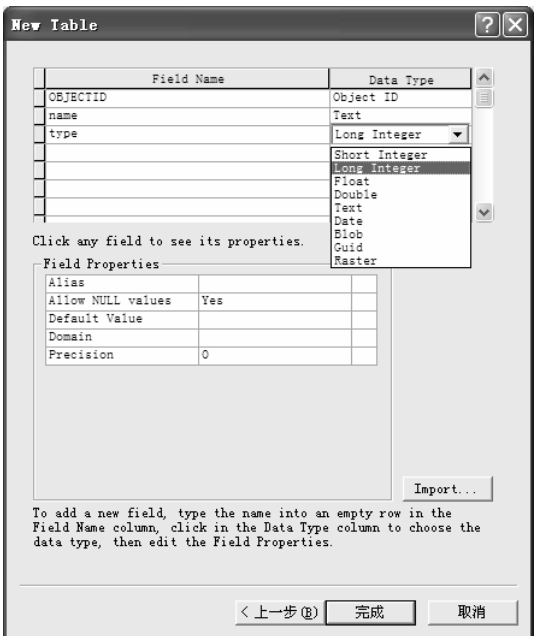 New Table
Field Name Data Type
OBJECTID Object ID
name Text
type Long Integer
Short Integer
Long Integer
Float
Double
Text
Date
Blob
Guid
Raster
Click any field to see its properties.
Field Properties
Alias
Allow NULL values Yes
Default Value
Domain
Precision 0
Import...
To add a new field, type the name into an empty row in the
Field Name column, click in the Data Type column to choose the
data type, then edit the Field Properties.
< 上一步(B) 完成 取消